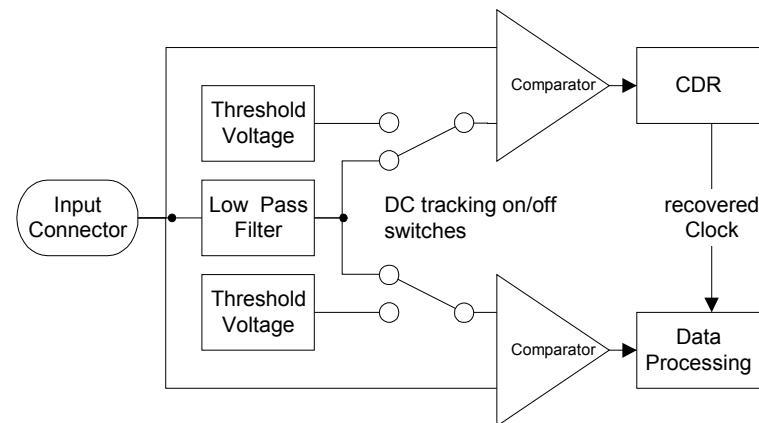 Threshold
Voltage
Comparator
CDR
Input
Connector
Low Pass
Filter
DC tracking on/off
switches
recovered
Clock
Threshold
Voltage
Comparator
Data
Processing